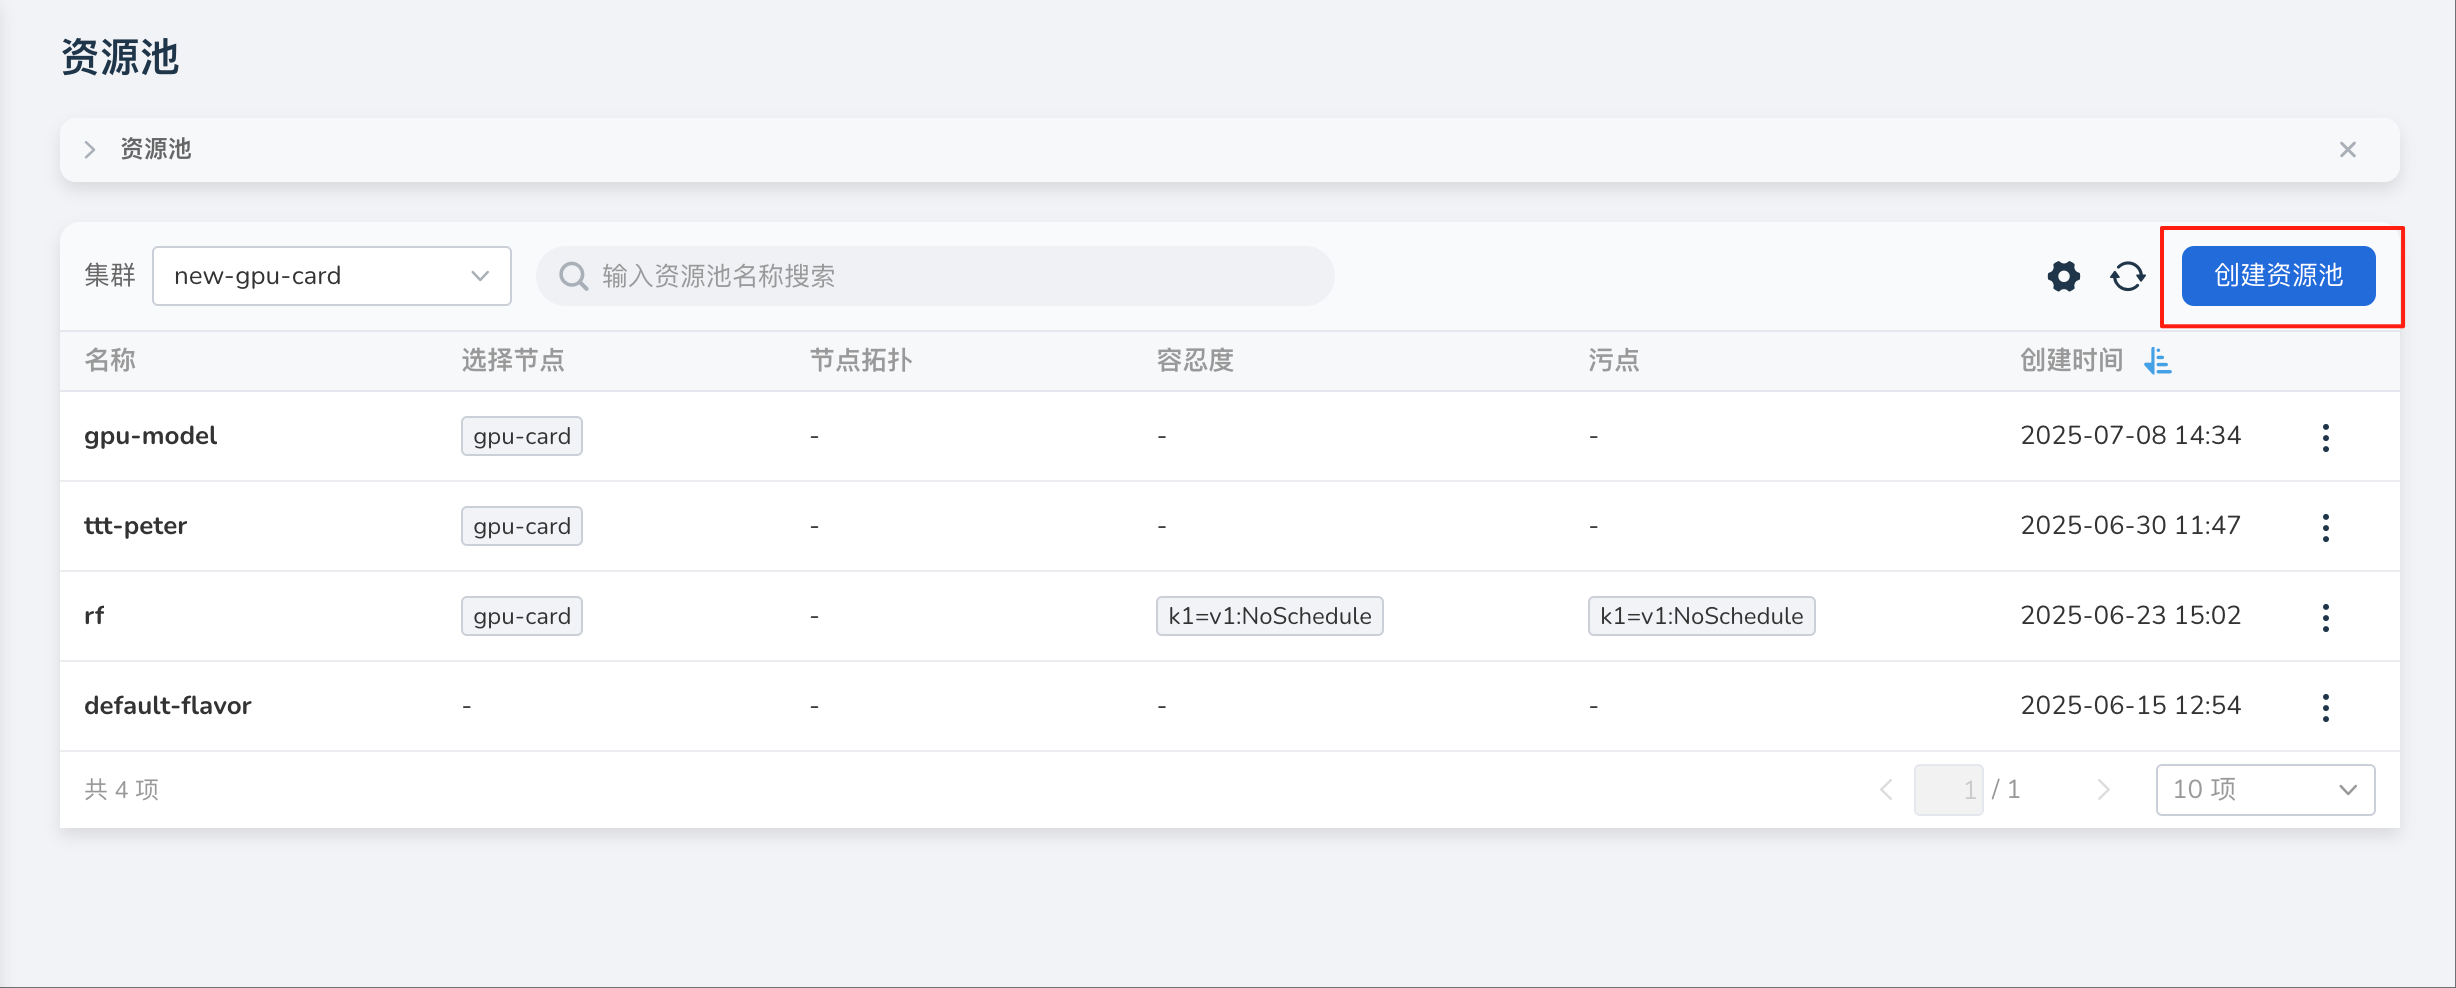 资源池
资源池
集群 new-gpu-card 输入资源池名称搜索 创建资源池
名称 选择节点 节点拓扑 容忍度 污点 创建时间
gpu-model gpu-card - - - 2025-07-08 14:34
ttt-peter gpu-card - - - 2025-06-30 11:47
rf gpu-card - k1=v1:NoSchedule k1=v1:NoSchedule 2025-06-23 15:02
default-flavor - - - - 2025-06-15 12:54
共 4 项 1 / 1 10 项